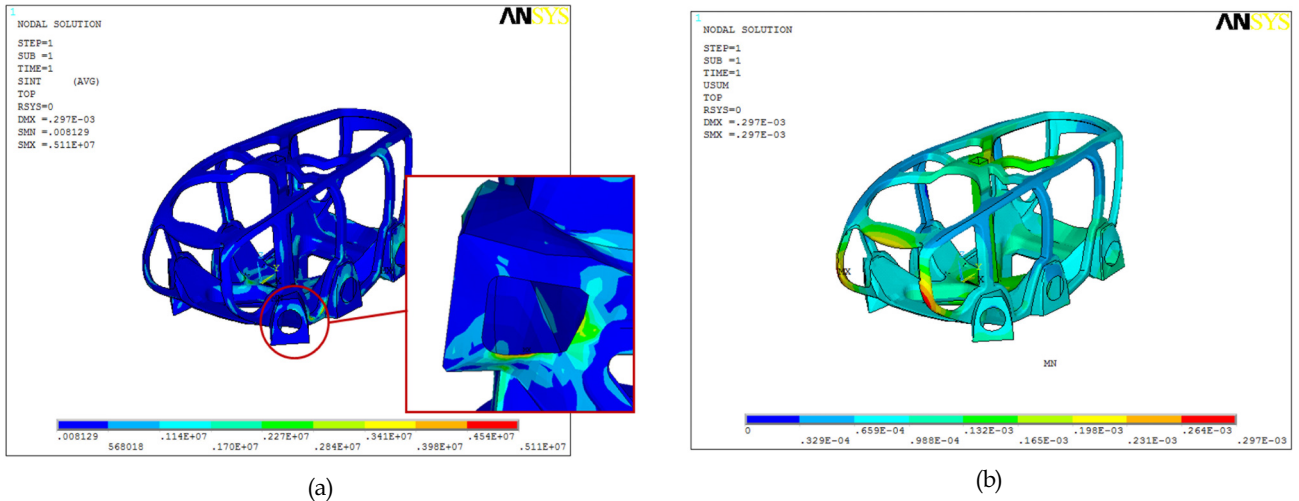 1
NODAL SOLUTION
STEP=1
SUB =1
TIME=1
SINT (AVG)
TOP
RSYS=0
DMX =.297E-03
SMN =.008129
SMX =.511E+07
ANSYS
Y
.008129 .114E+07 .227E+07 .341E+07 .454E+07
568018 .170E+07 .284E+07 .398E+07 .511E+07
(a)
1
NODAL SOLUTION
STEP=1
SUB =1
TIME=1
USUM
TOP
RSYS=0
DMX =.297E-03
SMX =.297E-03
ANSYS
MX
X
MN
0 .659E-04 .132E-03 .198E-03 .264E-03
.329E-04 .988E-04 .165E-03 .231E-03 .297E-03
(b)